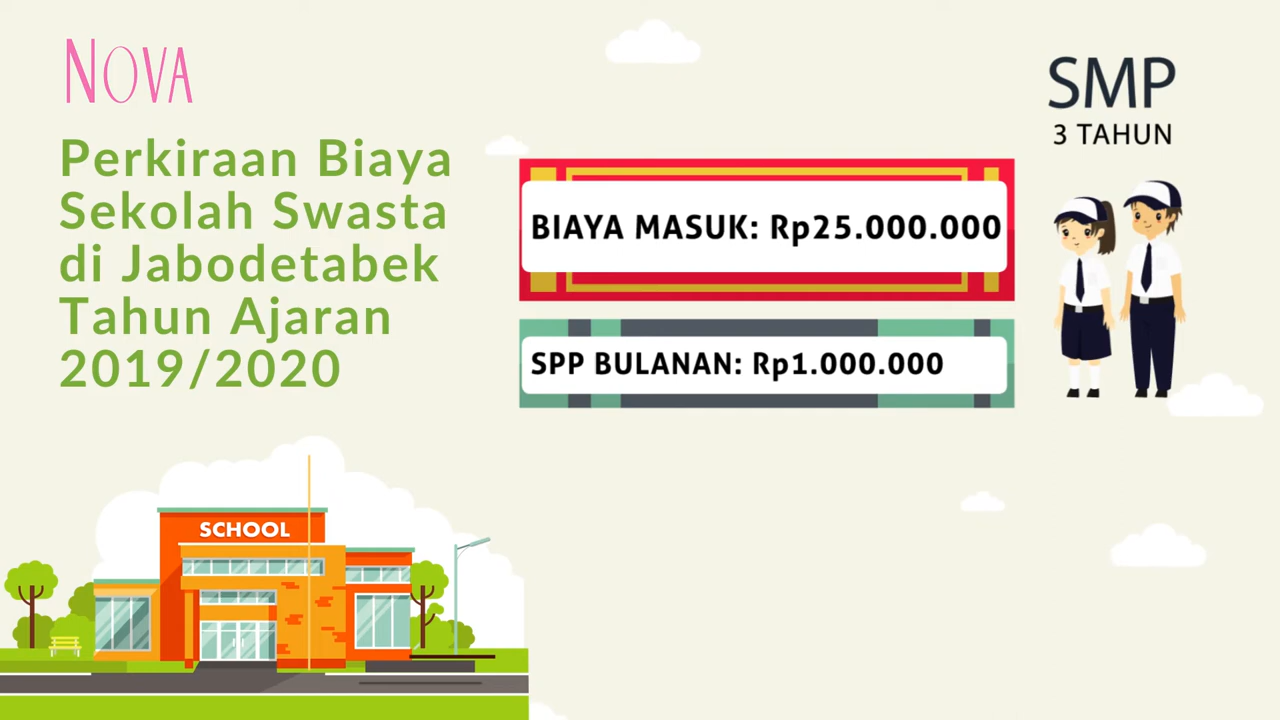 NOVA
Perkiraan Biaya
Sekolah Swasta
di Jabodetabek
Tahun Ajaran
2019/2020
SMP
3 TAHUN
BIAYA MASUK: Rp25.000.000
SPP BULANAN: Rp1.000.000
SCHOOL